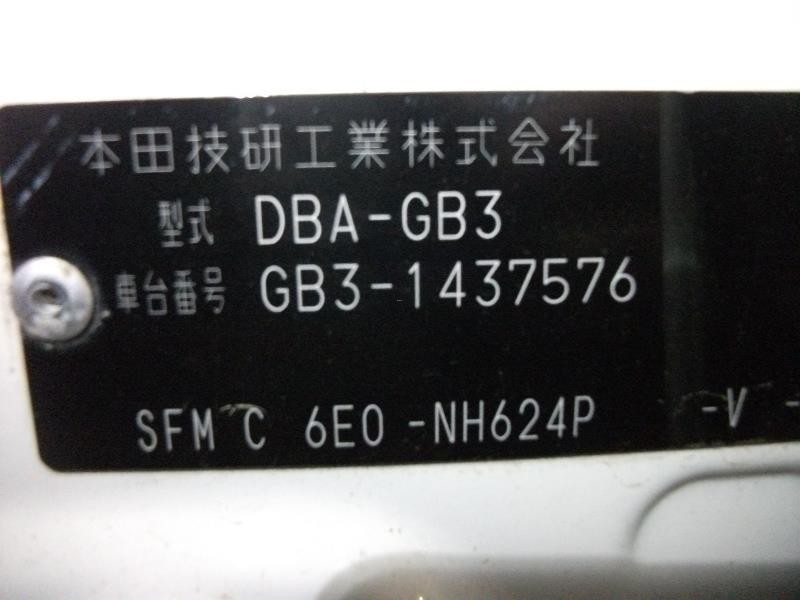 本田技研工業株式会社
型式 DBA-GB3
車台番号 GB3-1437576
SFM C 6E0 -NH624P -V -